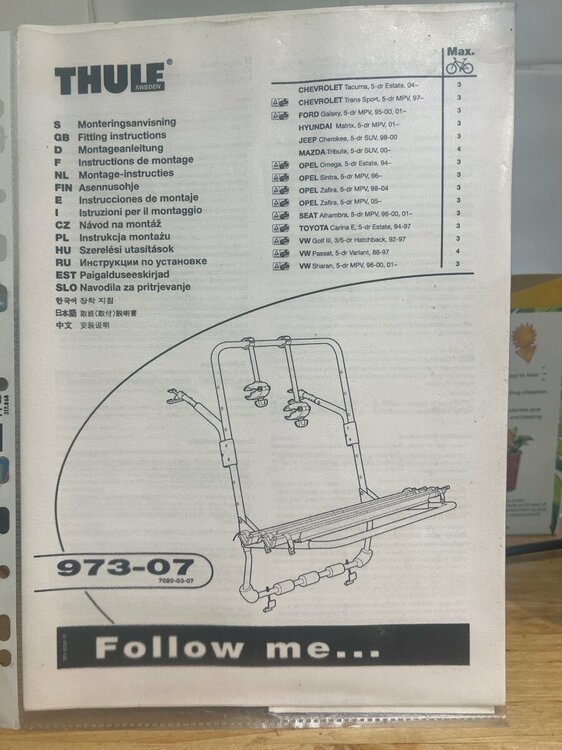 THULE®
SWEDEN
S Monteringsanvisning
GB Fitting instructions
D Montageanleitung
F Instructions de montage
NL Montage-instructies
FIN Asennusohje
E Instrucciones de montaje
I Istruzioni per il montaggio
CZ Návod na montáž
PL Instrukcja montażu
HU Szerelési utasítások
RU Инструкции по установке
EST Paigalduseeskirjad
SLO Navodila za pritrjevanje
한국어 장착 지침
日本語 取扱(取付)説明書
中文 安装说明
Max.
CHEVROLET Tacuma, 5-dr Estate, 04– 3
CHEVROLET Trans Sport, 5-dr MPV, 97– 3
FORD Galaxy, 5-dr MPV, 95-00, 01– 3
HYUNDAI Matrix, 5-dr MPV, 01– 3
JEEP Cherokee, 5-dr SUV, 98-00 3
MAZDA Tribute, 5-dr SUV, 00– 4
OPEL Omega, 5-dr Estate, 94– 3
OPEL Sintra, 5-dr MPV, 96– 3
OPEL Zafira, 5-dr MPV, 98-04 3
OPEL Zafira, 5-dr MPV, 05– 3
SEAT Alhambra, 5-dr MPV, 96-00, 01– 3
TOYOTA Carina E, 5-dr Estate, 94-97 3
VW Golf III, 3/5-dr Hatchback, 92-97 3
VW Passat, 5-dr Variant, 88-97 4
VW Sharan, 5-dr MPV, 96-00, 01– 3
973-07
7020-03-07
Follow me...